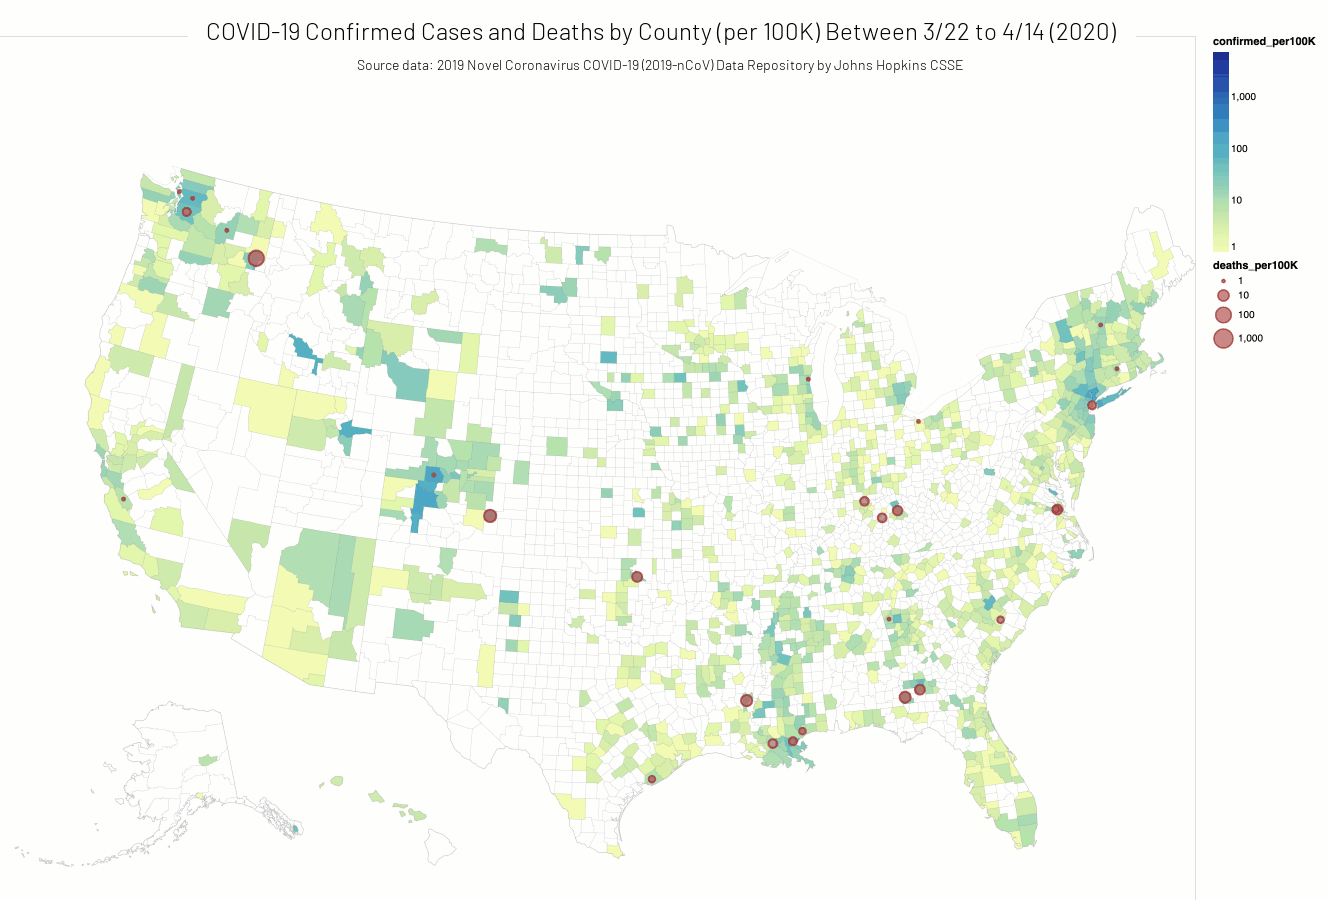 COVID-19 Confirmed Cases and Deaths by County (per 100K) Between 3/22 to 4/14 (2020)
Source data: 2019 Novel Coronavirus COVID-19 (2019-nCoV) Data Repository by Johns Hopkins CSSE
confirmed_per100K
1,000
100
10
1
deaths_per100K
1
10
100
1,000